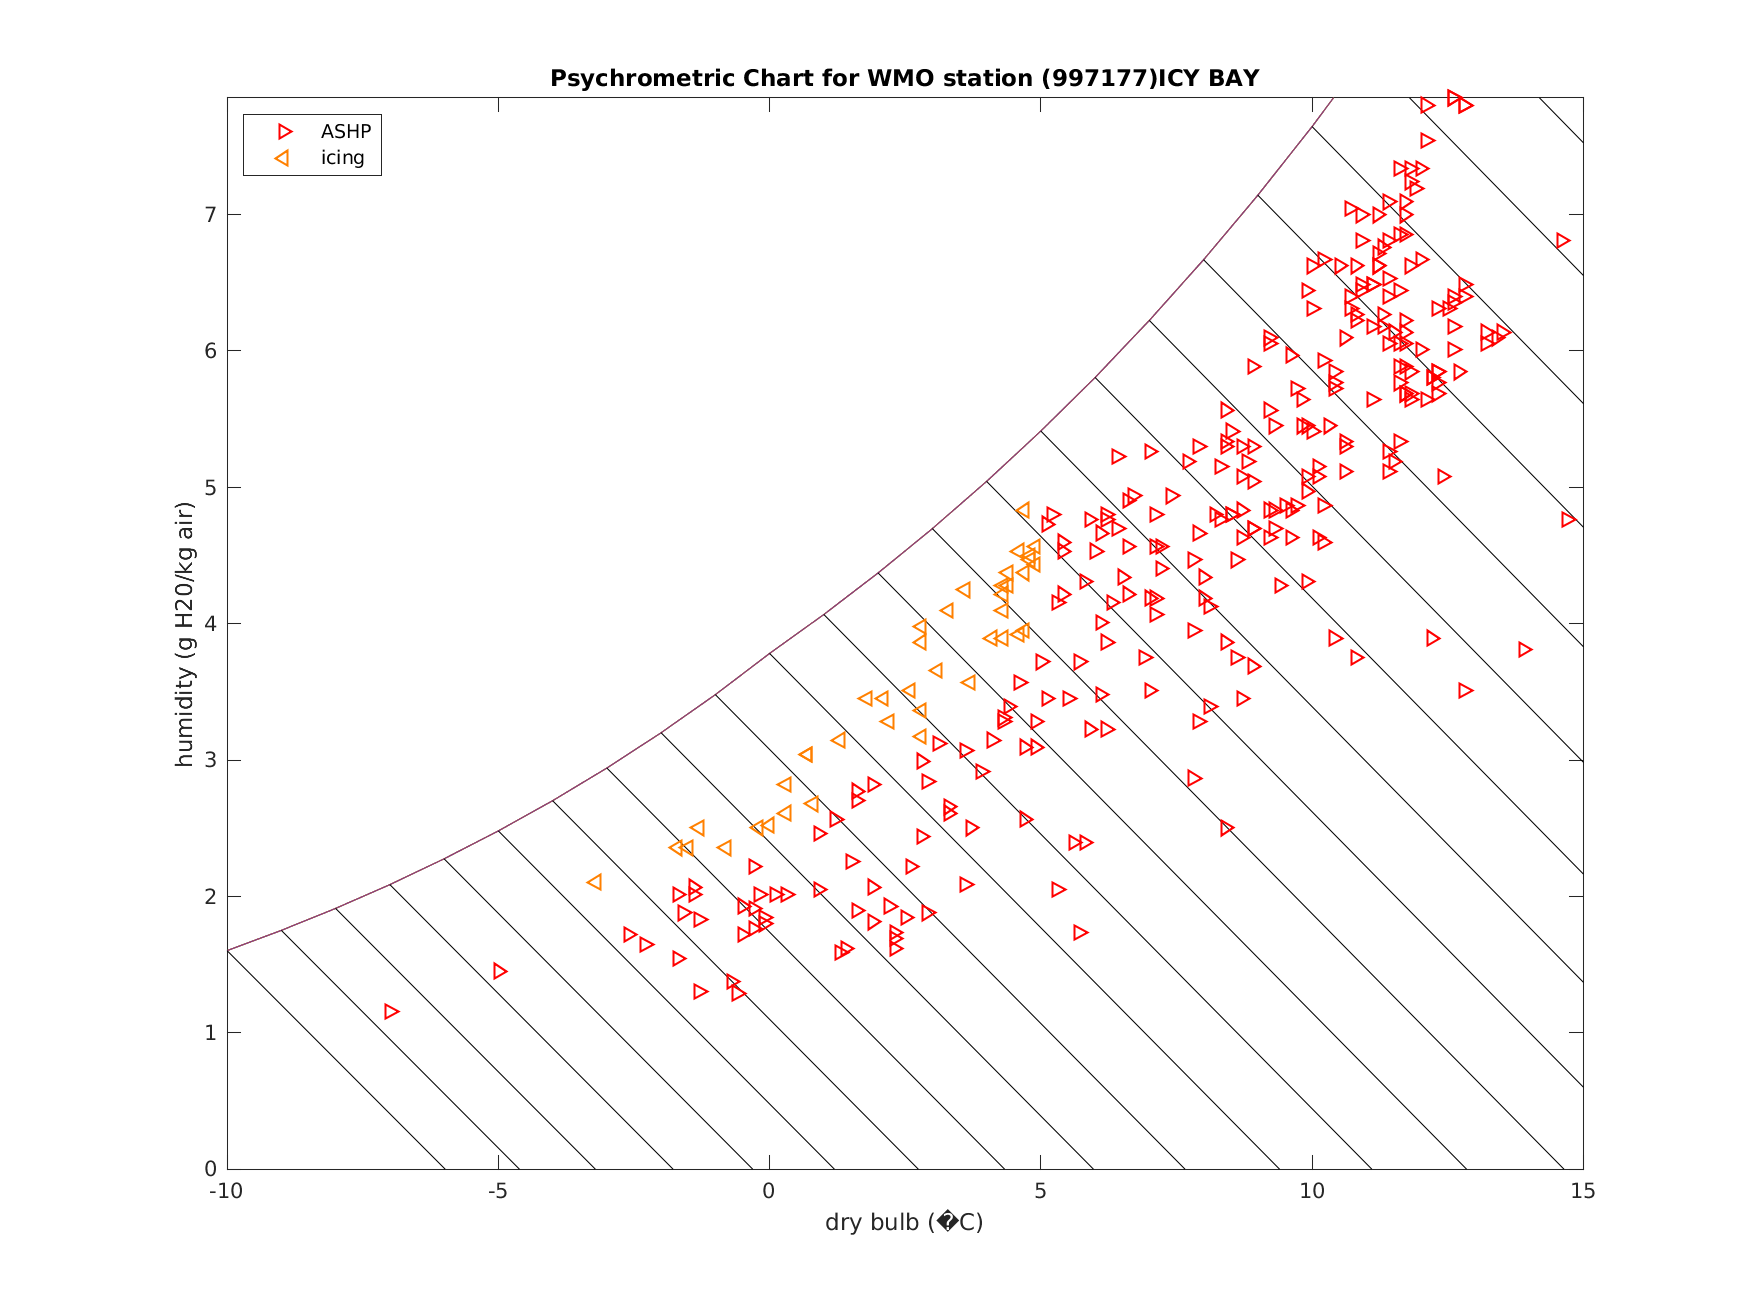 Psychrometric Chart for WMO station (997177)ICY BAY
ASHP
icing
7
6
5
4
3
2
1
0
humidity (g H20/kg air)
-10 -5 0 5 10 15
dry bulb (�C)